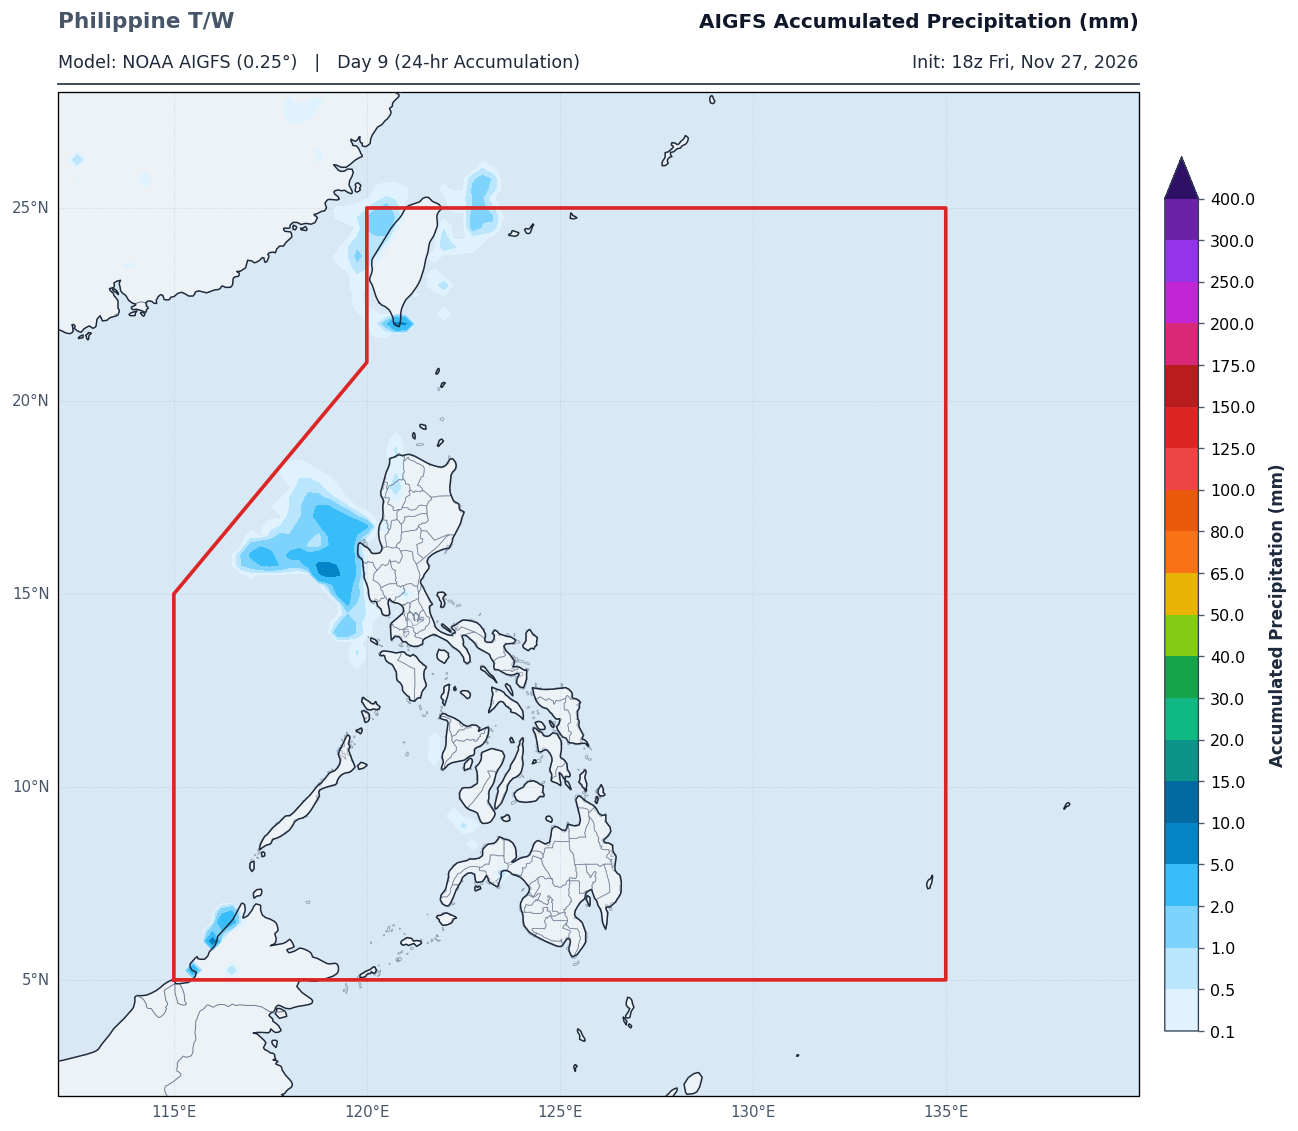 Philippine T/W
AIGFS Accumulated Precipitation (mm)
Model: NOAA AIGFS (0.25°) | Day 9 (24-hr Accumulation)
Init: 18z Fri, Nov 27, 2026
25°N
20°N
15°N
10°N
5°N
115°E
120°E
125°E
130°E
135°E
400.0
300.0
250.0
200.0
175.0
150.0
125.0
100.0
80.0
65.0
50.0
40.0
30.0
20.0
15.0
10.0
5.0
2.0
1.0
0.5
0.1
Accumulated Precipitation (mm)